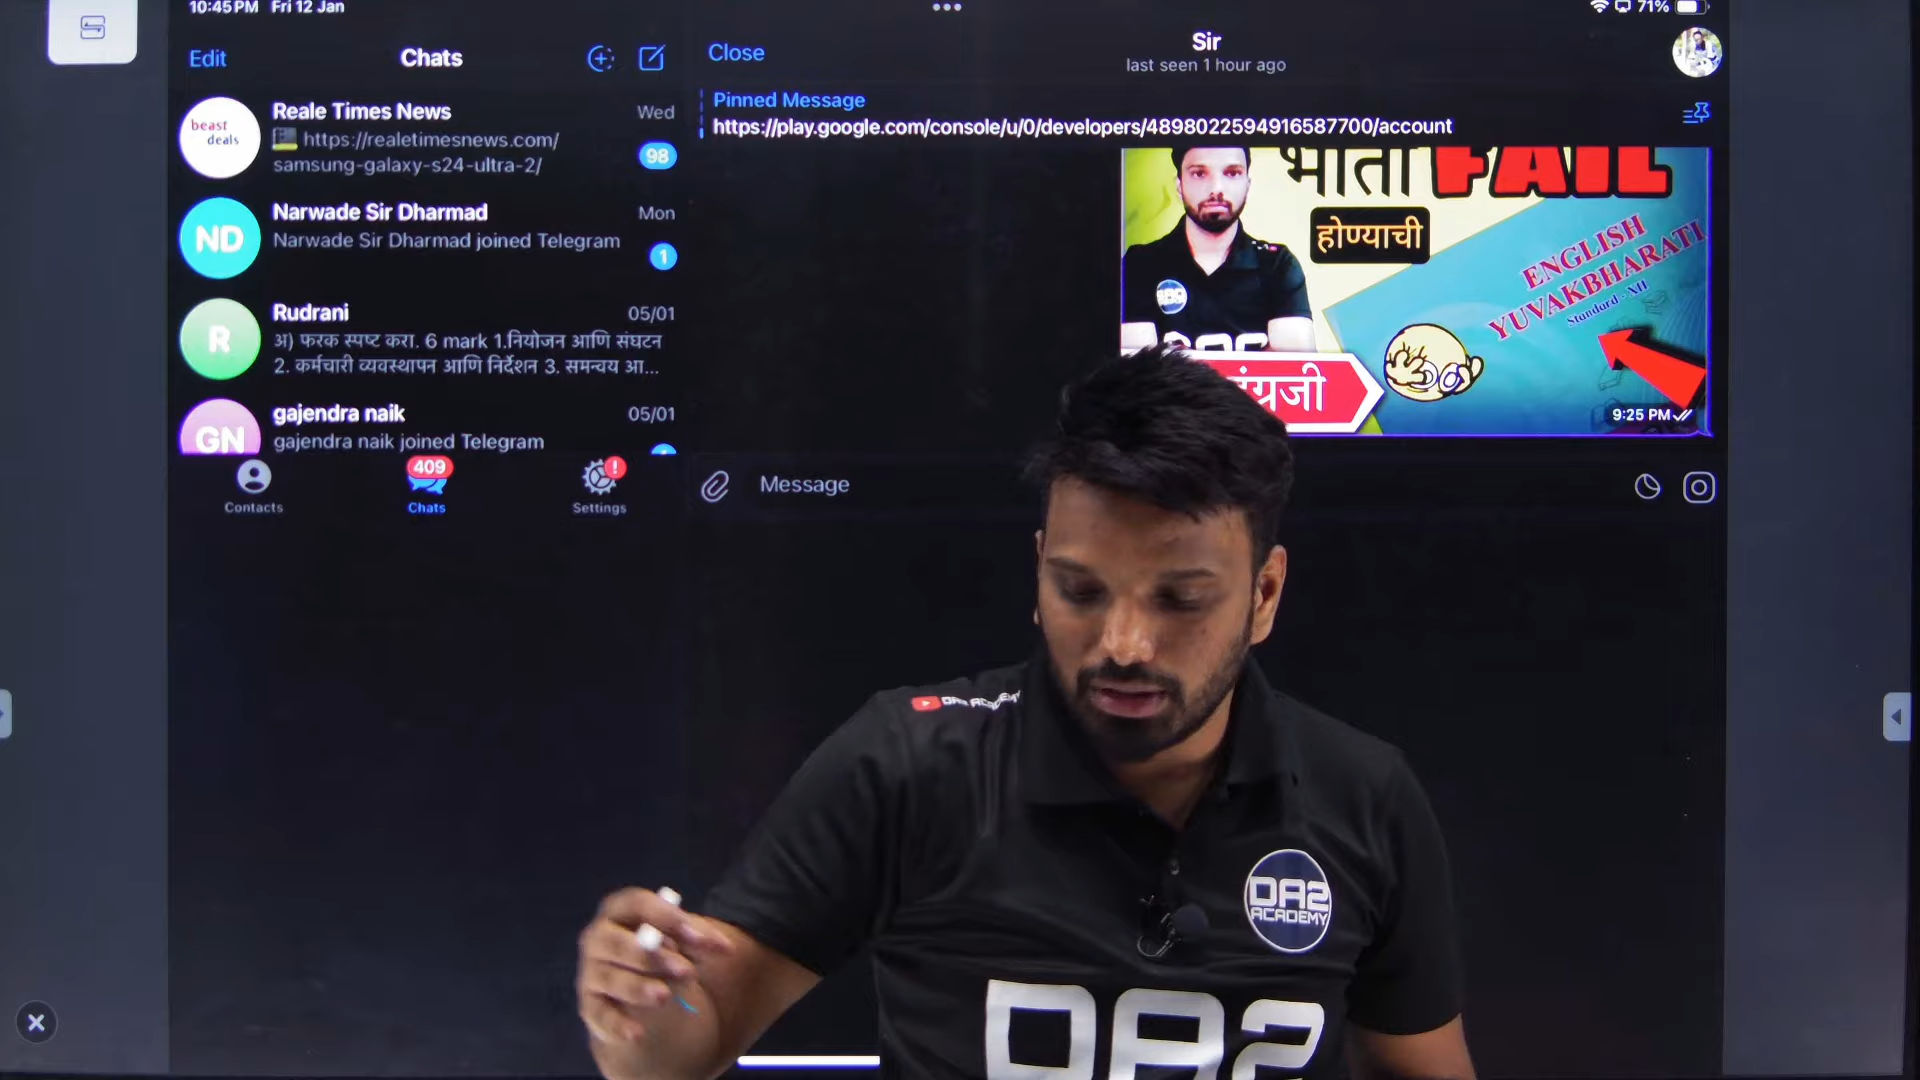 10:45 PM Fri 12 Jan
71%
Edit
Chats
Reale Times News
Wed
beast
deals
https://realetimesnews.com/
samsung-galaxy-s24-ultra-2/
98
ND
Narwade Sir Dharmad
Mon
Narwade Sir Dharmad joined Telegram
1
R
Rudrani
05/01
अ) फरक स्पष्ट करा. 6 mark 1.नियोजन आणि संघटन
2. कर्मचारी व्यवस्थापन आणि निर्देशन 3. समन्वय आ...
GN
gajendra naik
05/01
gajendra naik joined Telegram
Contacts
409
Chats
!
Settings
Close
Sir
last seen 1 hour ago
Pinned Message
https://play.google.com/console/u/0/developers/4898022594916587700/account
FAIL
होण्याची
ENGLISH
YUVAKBHARATI
Standard - XII
9:25 PM
Message
DA2
ACADEMY
DA2